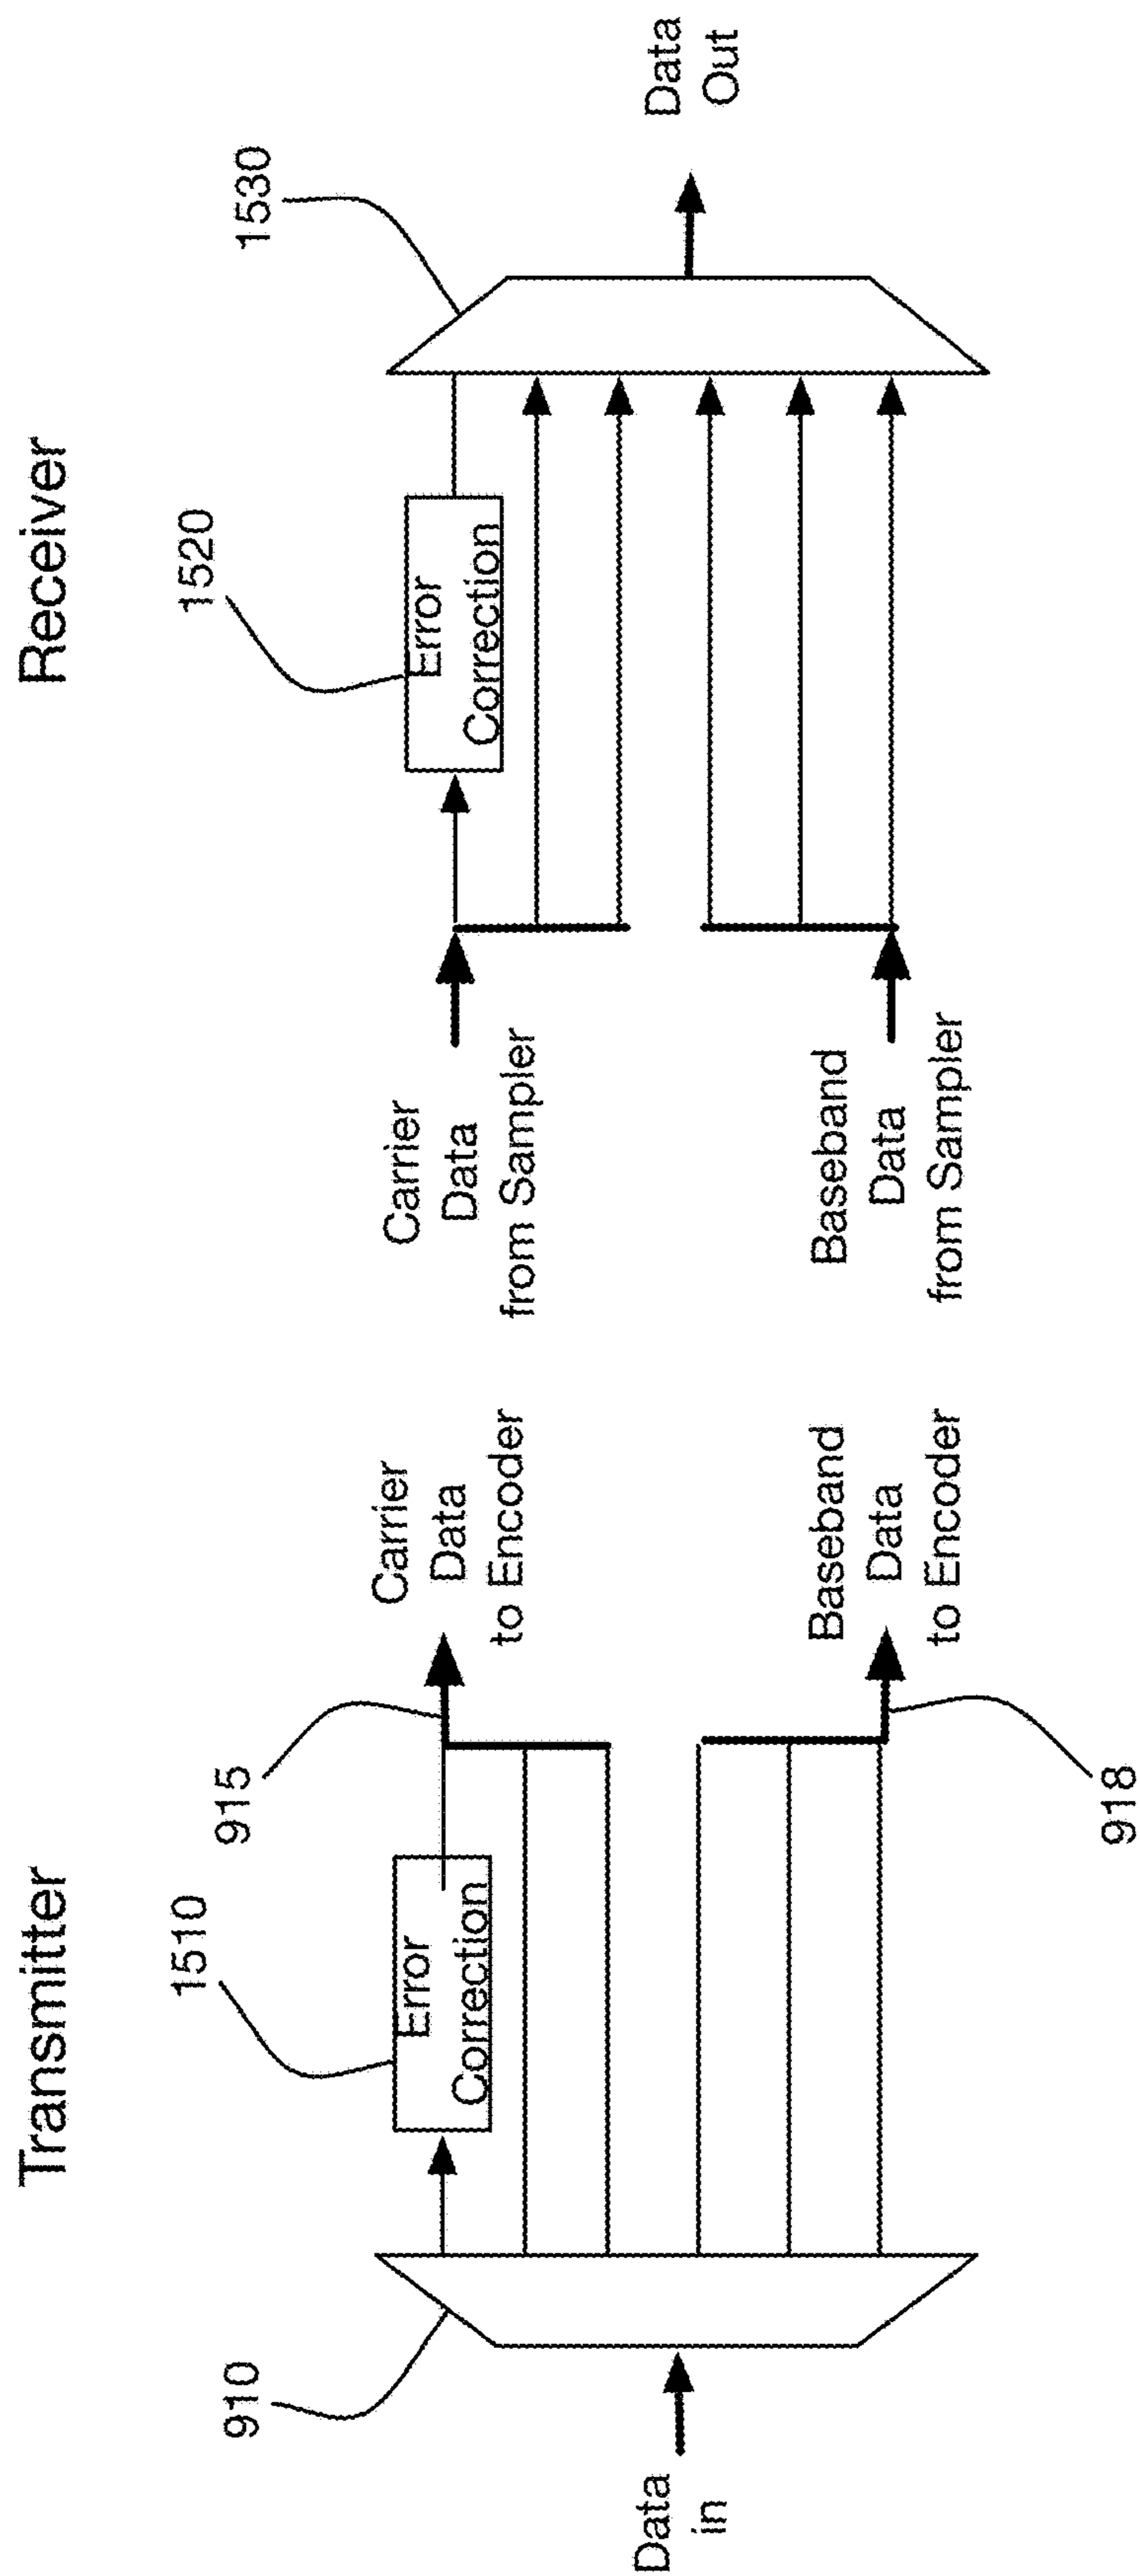 Transmitter
910
1510
915
Error
Correction
Data
in
Carrier
Data
to Encoder
Baseband
Data
to Encoder
918
Receiver
1520
1530
Error
Correction
Carrier
Data
from Sampler
Baseband
Data
from Sampler
Data
Out